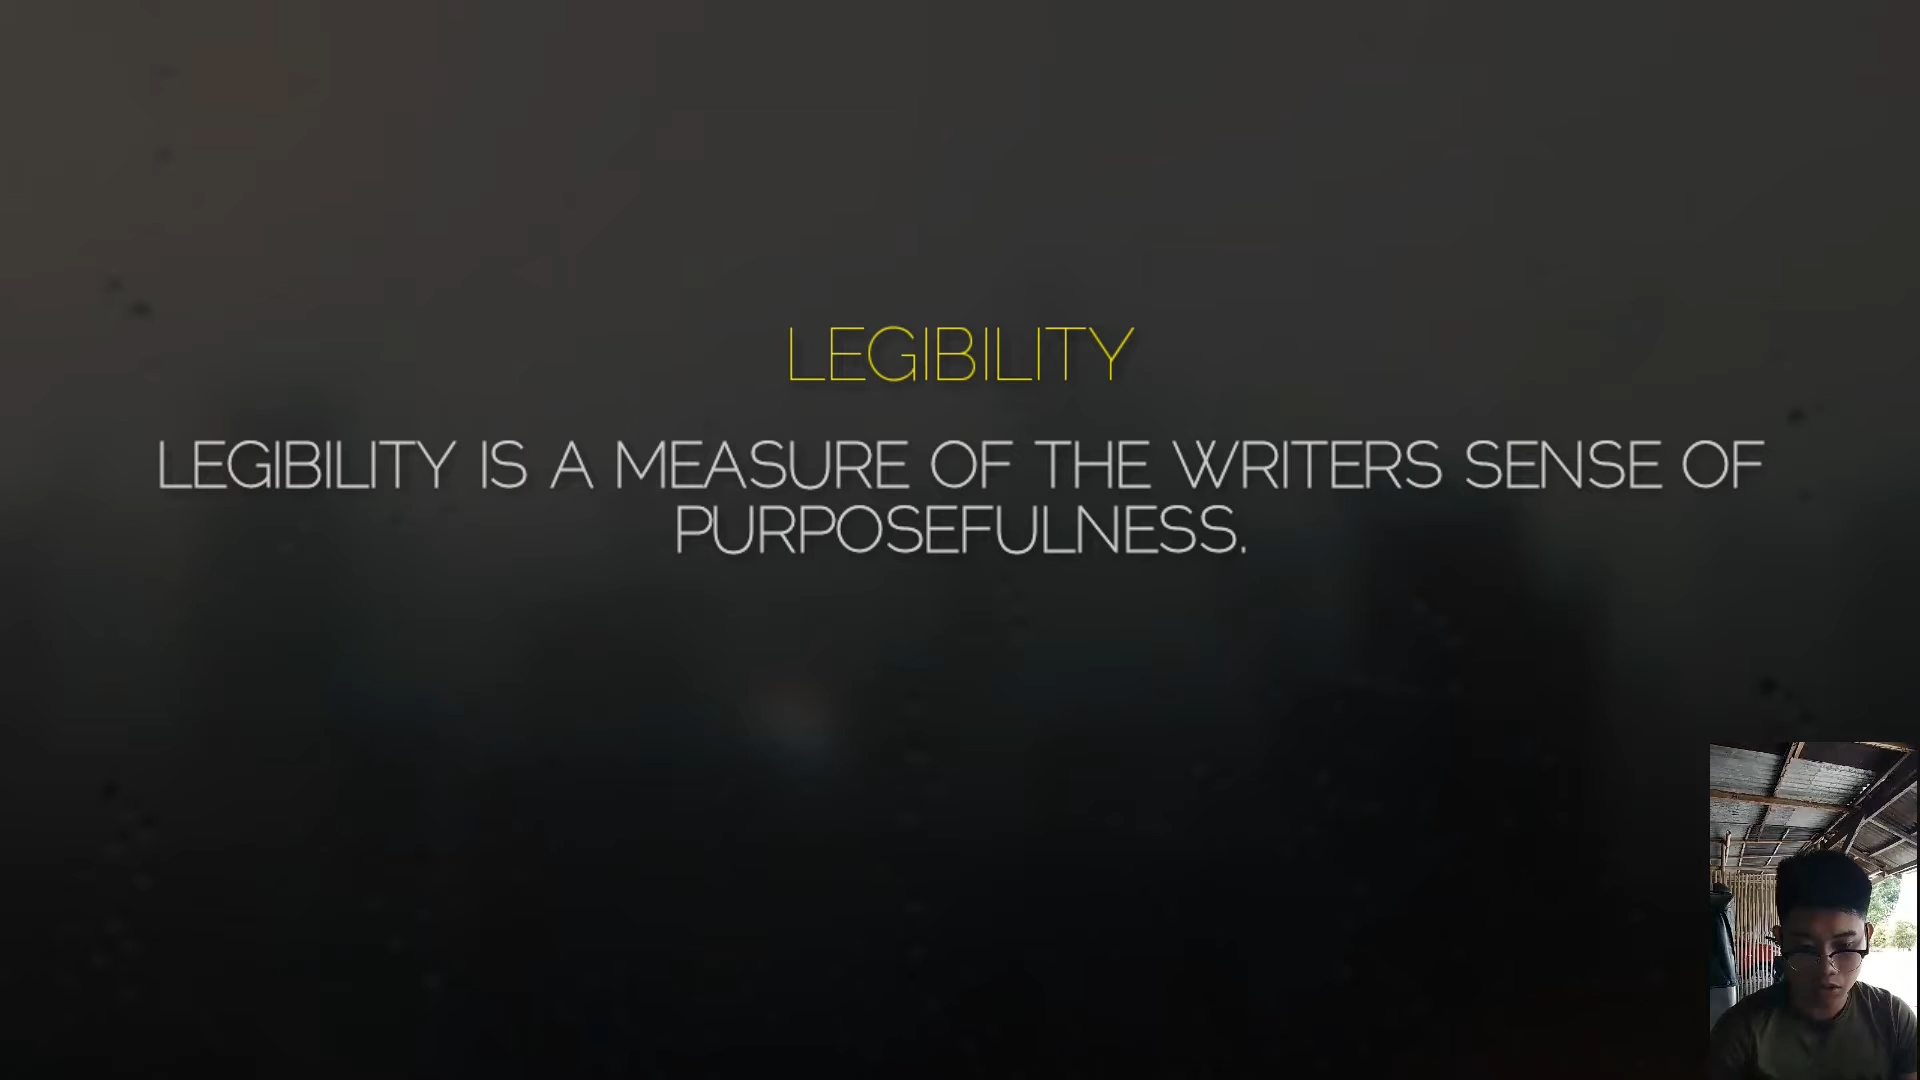 LEGIBILITY
LEGIBILITY IS A MEASURE OF THE WRITERS SENSE OF
PURPOSEFULNESS.